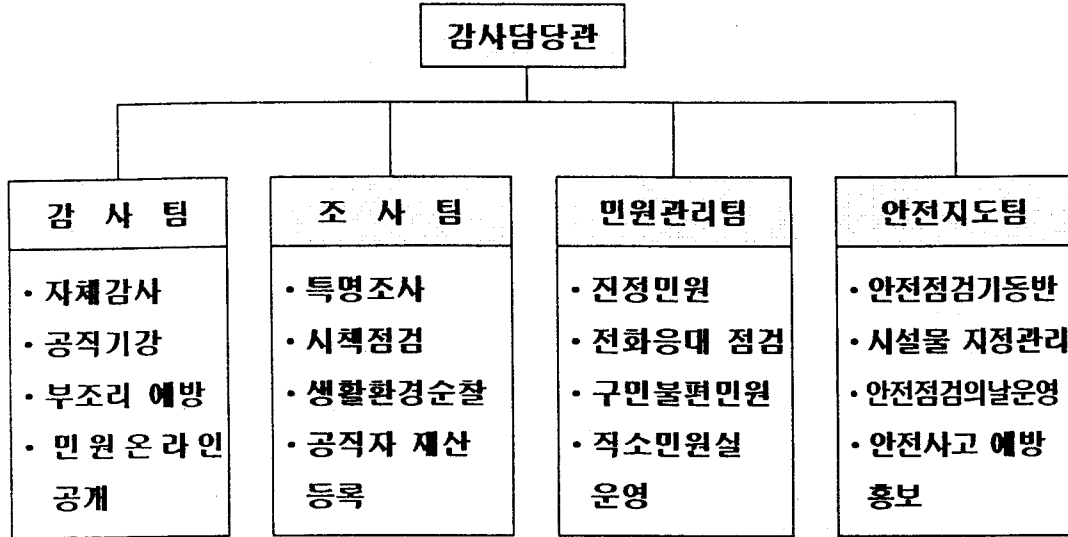 감사담당관
감 사 팀
· 자체감사
· 공직기강
· 부조리 예방
· 민원온라인
공개
조 사 팀
· 특명조사
· 시책점검
· 생활환경순찰
· 공직자 재산
등록
민원관리팀
· 진정민원
· 전화응대 점검
· 구민불편민원
· 직소민원실
운영
안전지도팀
· 안전점검기동반
· 시설물 지정관리
· 안전점검의날운영
· 안전사고 예방
홍보